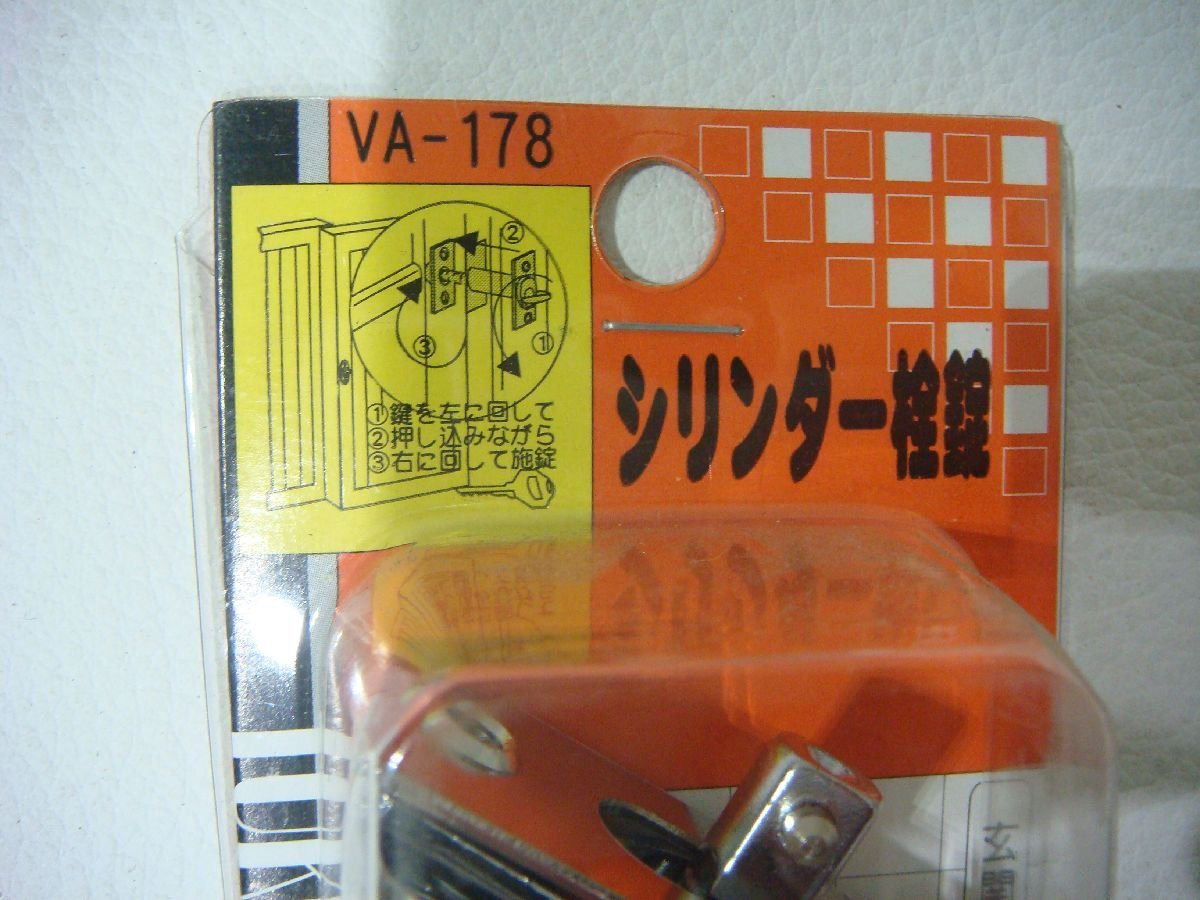 VA-178
②
③
①
①鍵を左に回して
②押し込みながら
③右に回して施錠
シリンダー栓錠